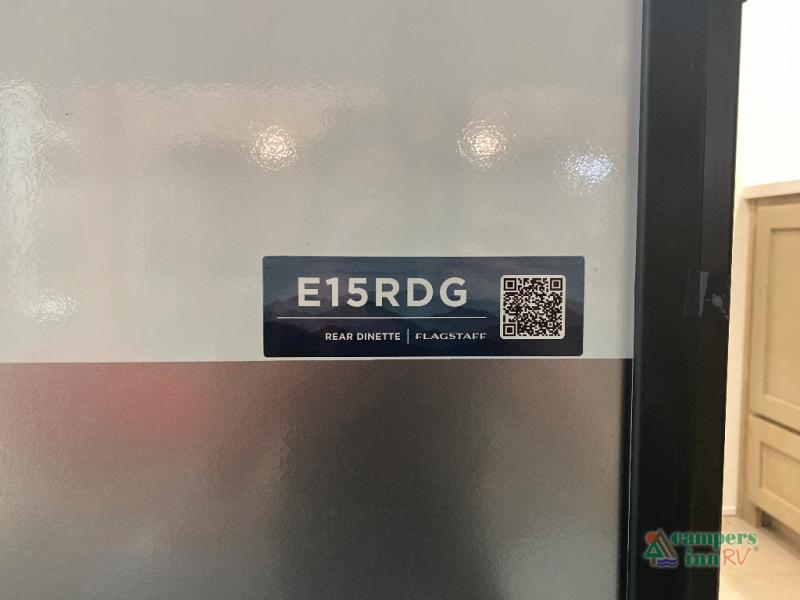 E15RDG
REAR DINETTE | FLAGSTAFF
campers
inn RV®